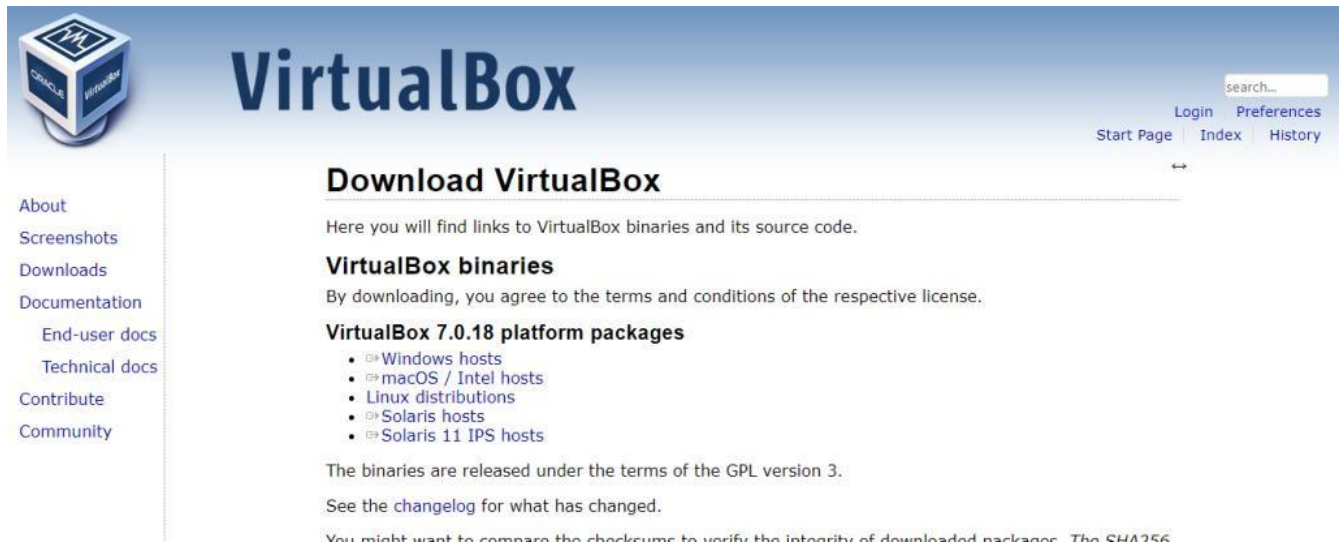 ORACLE
VirtualBox
VirtualBox
search...
Login Preferences
Start Page Index History
About
Screenshots
Downloads
Documentation
End-user docs
Technical docs
Contribute
Community
Download VirtualBox
Here you will find links to VirtualBox binaries and its source code.
VirtualBox binaries
By downloading, you agree to the terms and conditions of the respective license.
VirtualBox 7.0.18 platform packages
Windows hosts
macOS / Intel hosts
Linux distributions
Solaris hosts
Solaris 11 IPS hosts
The binaries are released under the terms of the GPL version 3.
See the changelog for what has changed.
You might want to compare the checksums to verify the integrity of downloaded packages. The SHA256